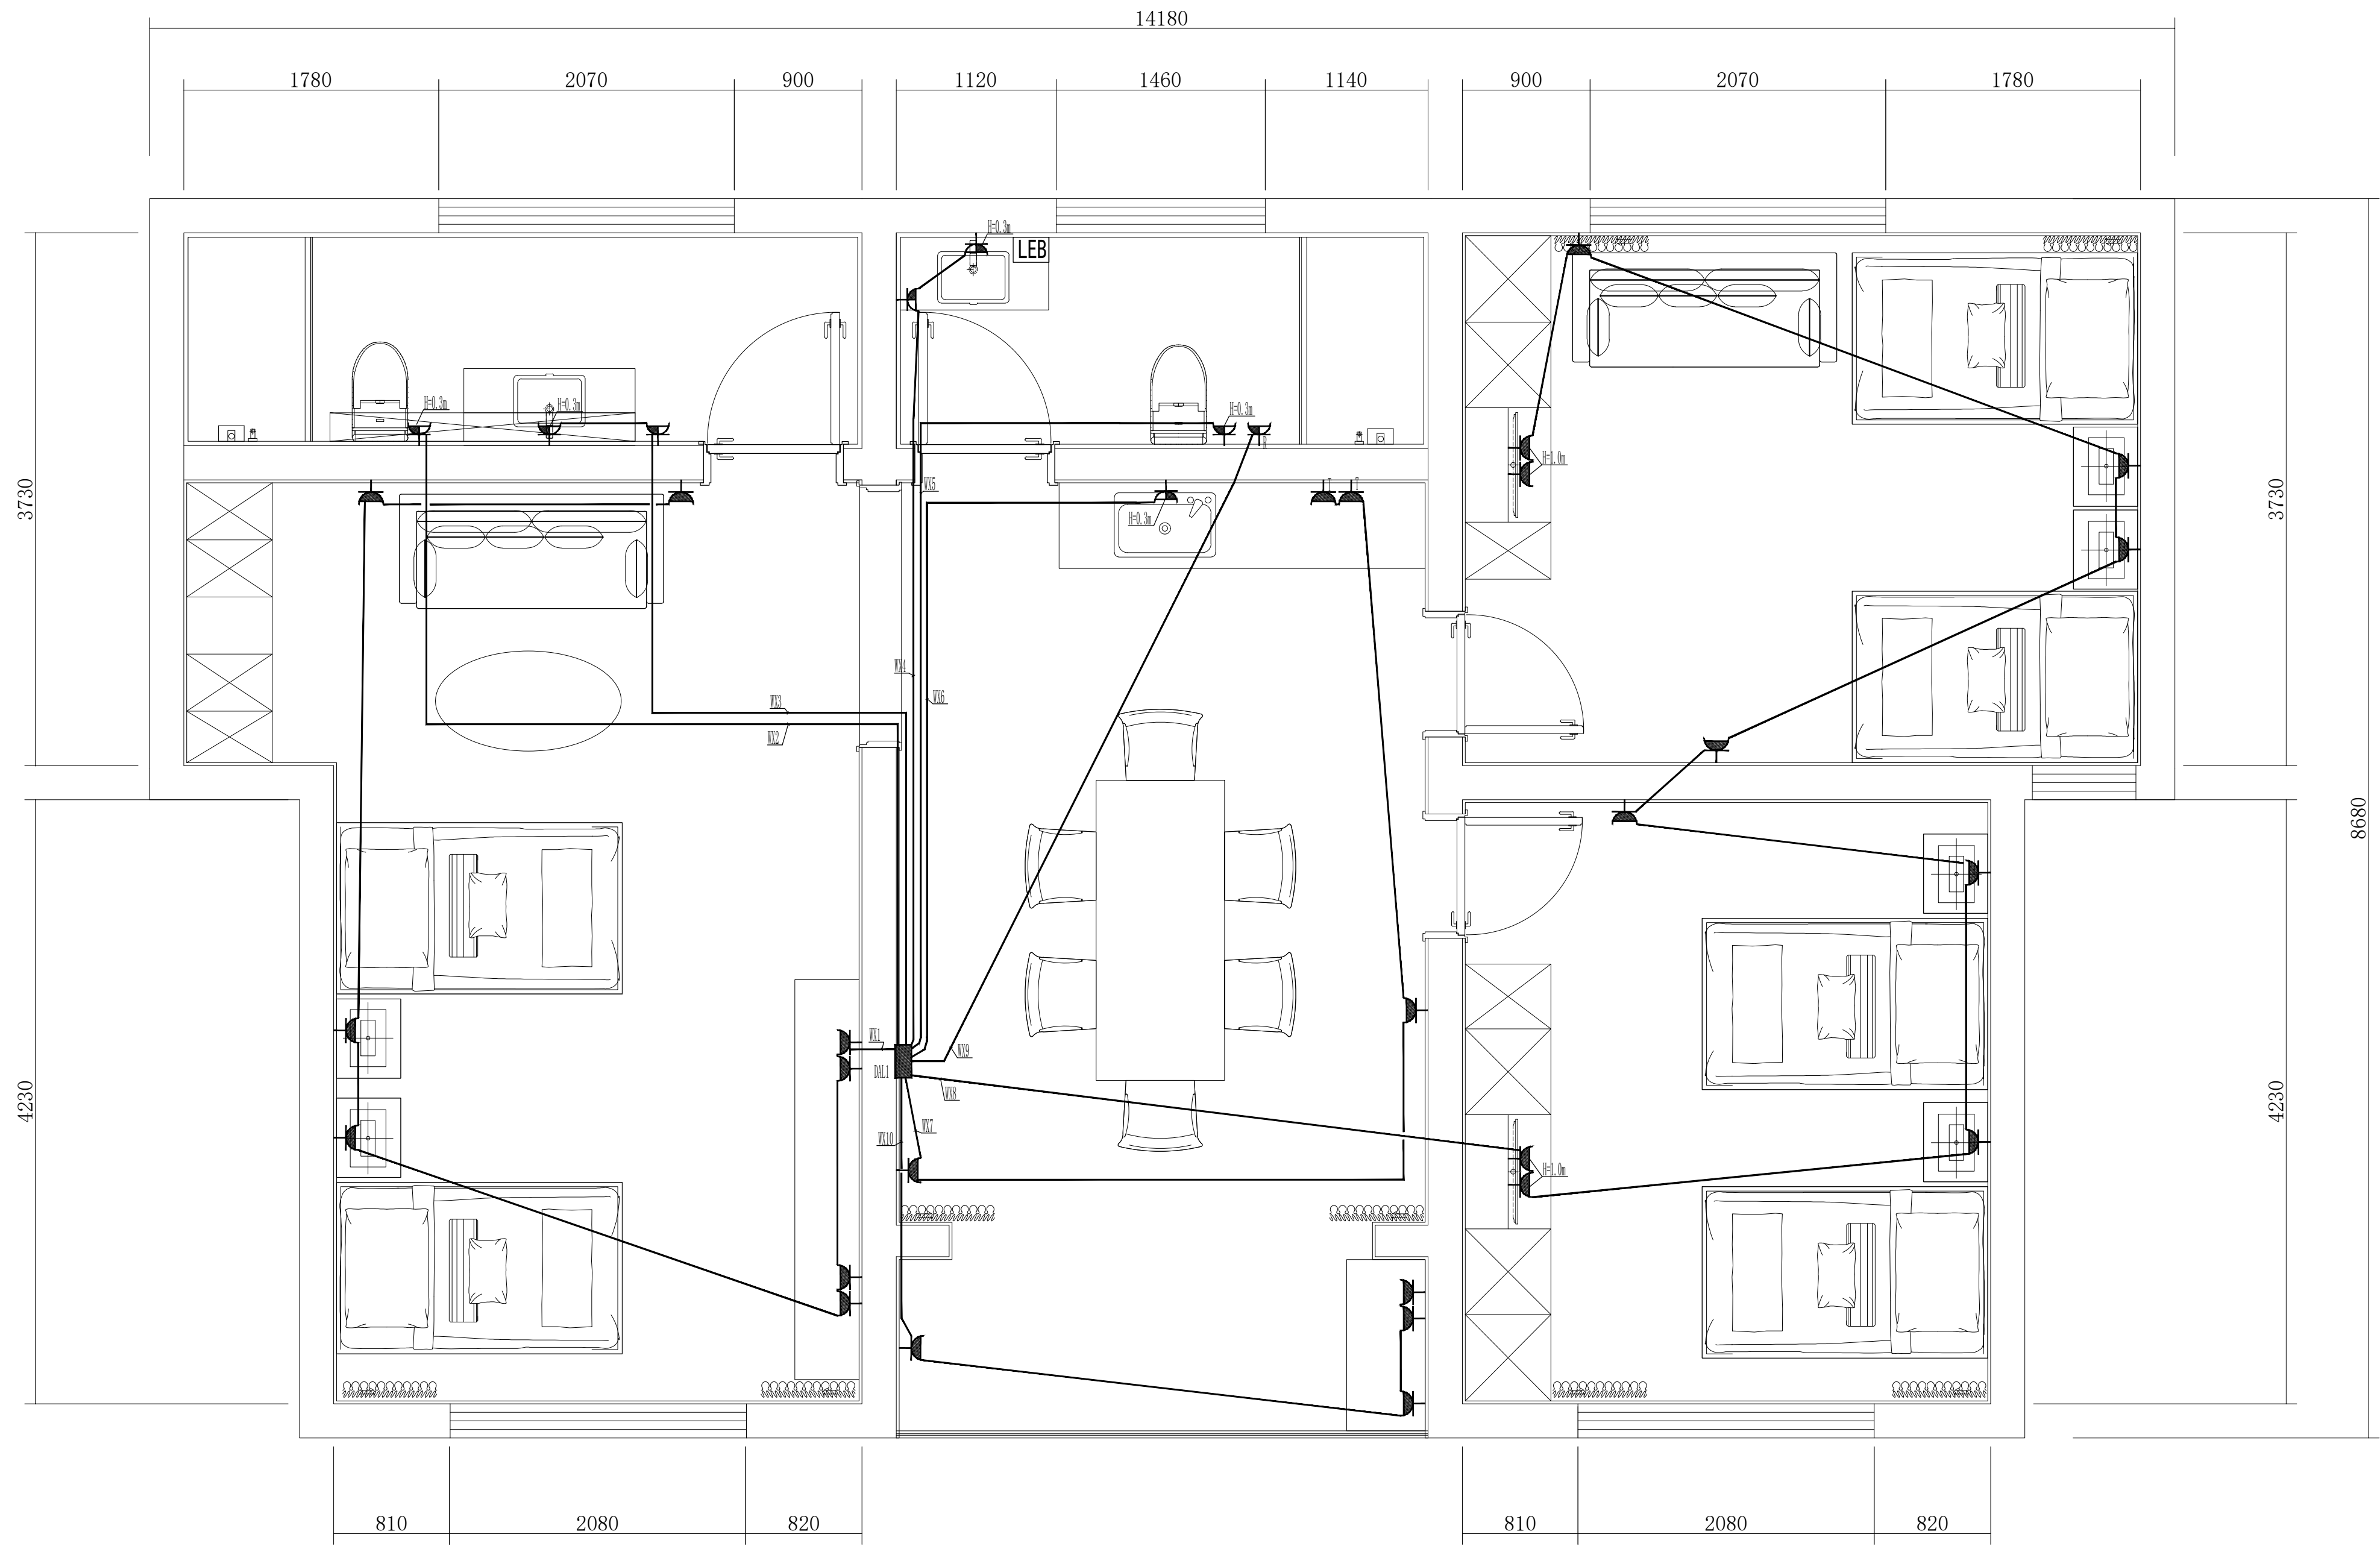 14180
1780 2070 900 1120 1460 1140 900 2070 1780
H=0.3m
LEB
H=0.3m
H=0.3m
H=0.3m
H=1.0m
3730
WX5
3730
H=0.3m
WX4
WX6
WX3
WX2
8680
WX1
WX9
DAL1
WX8
4230
WX7
4230
WX10
H=1.0m
810 2080 820 810 2080 820